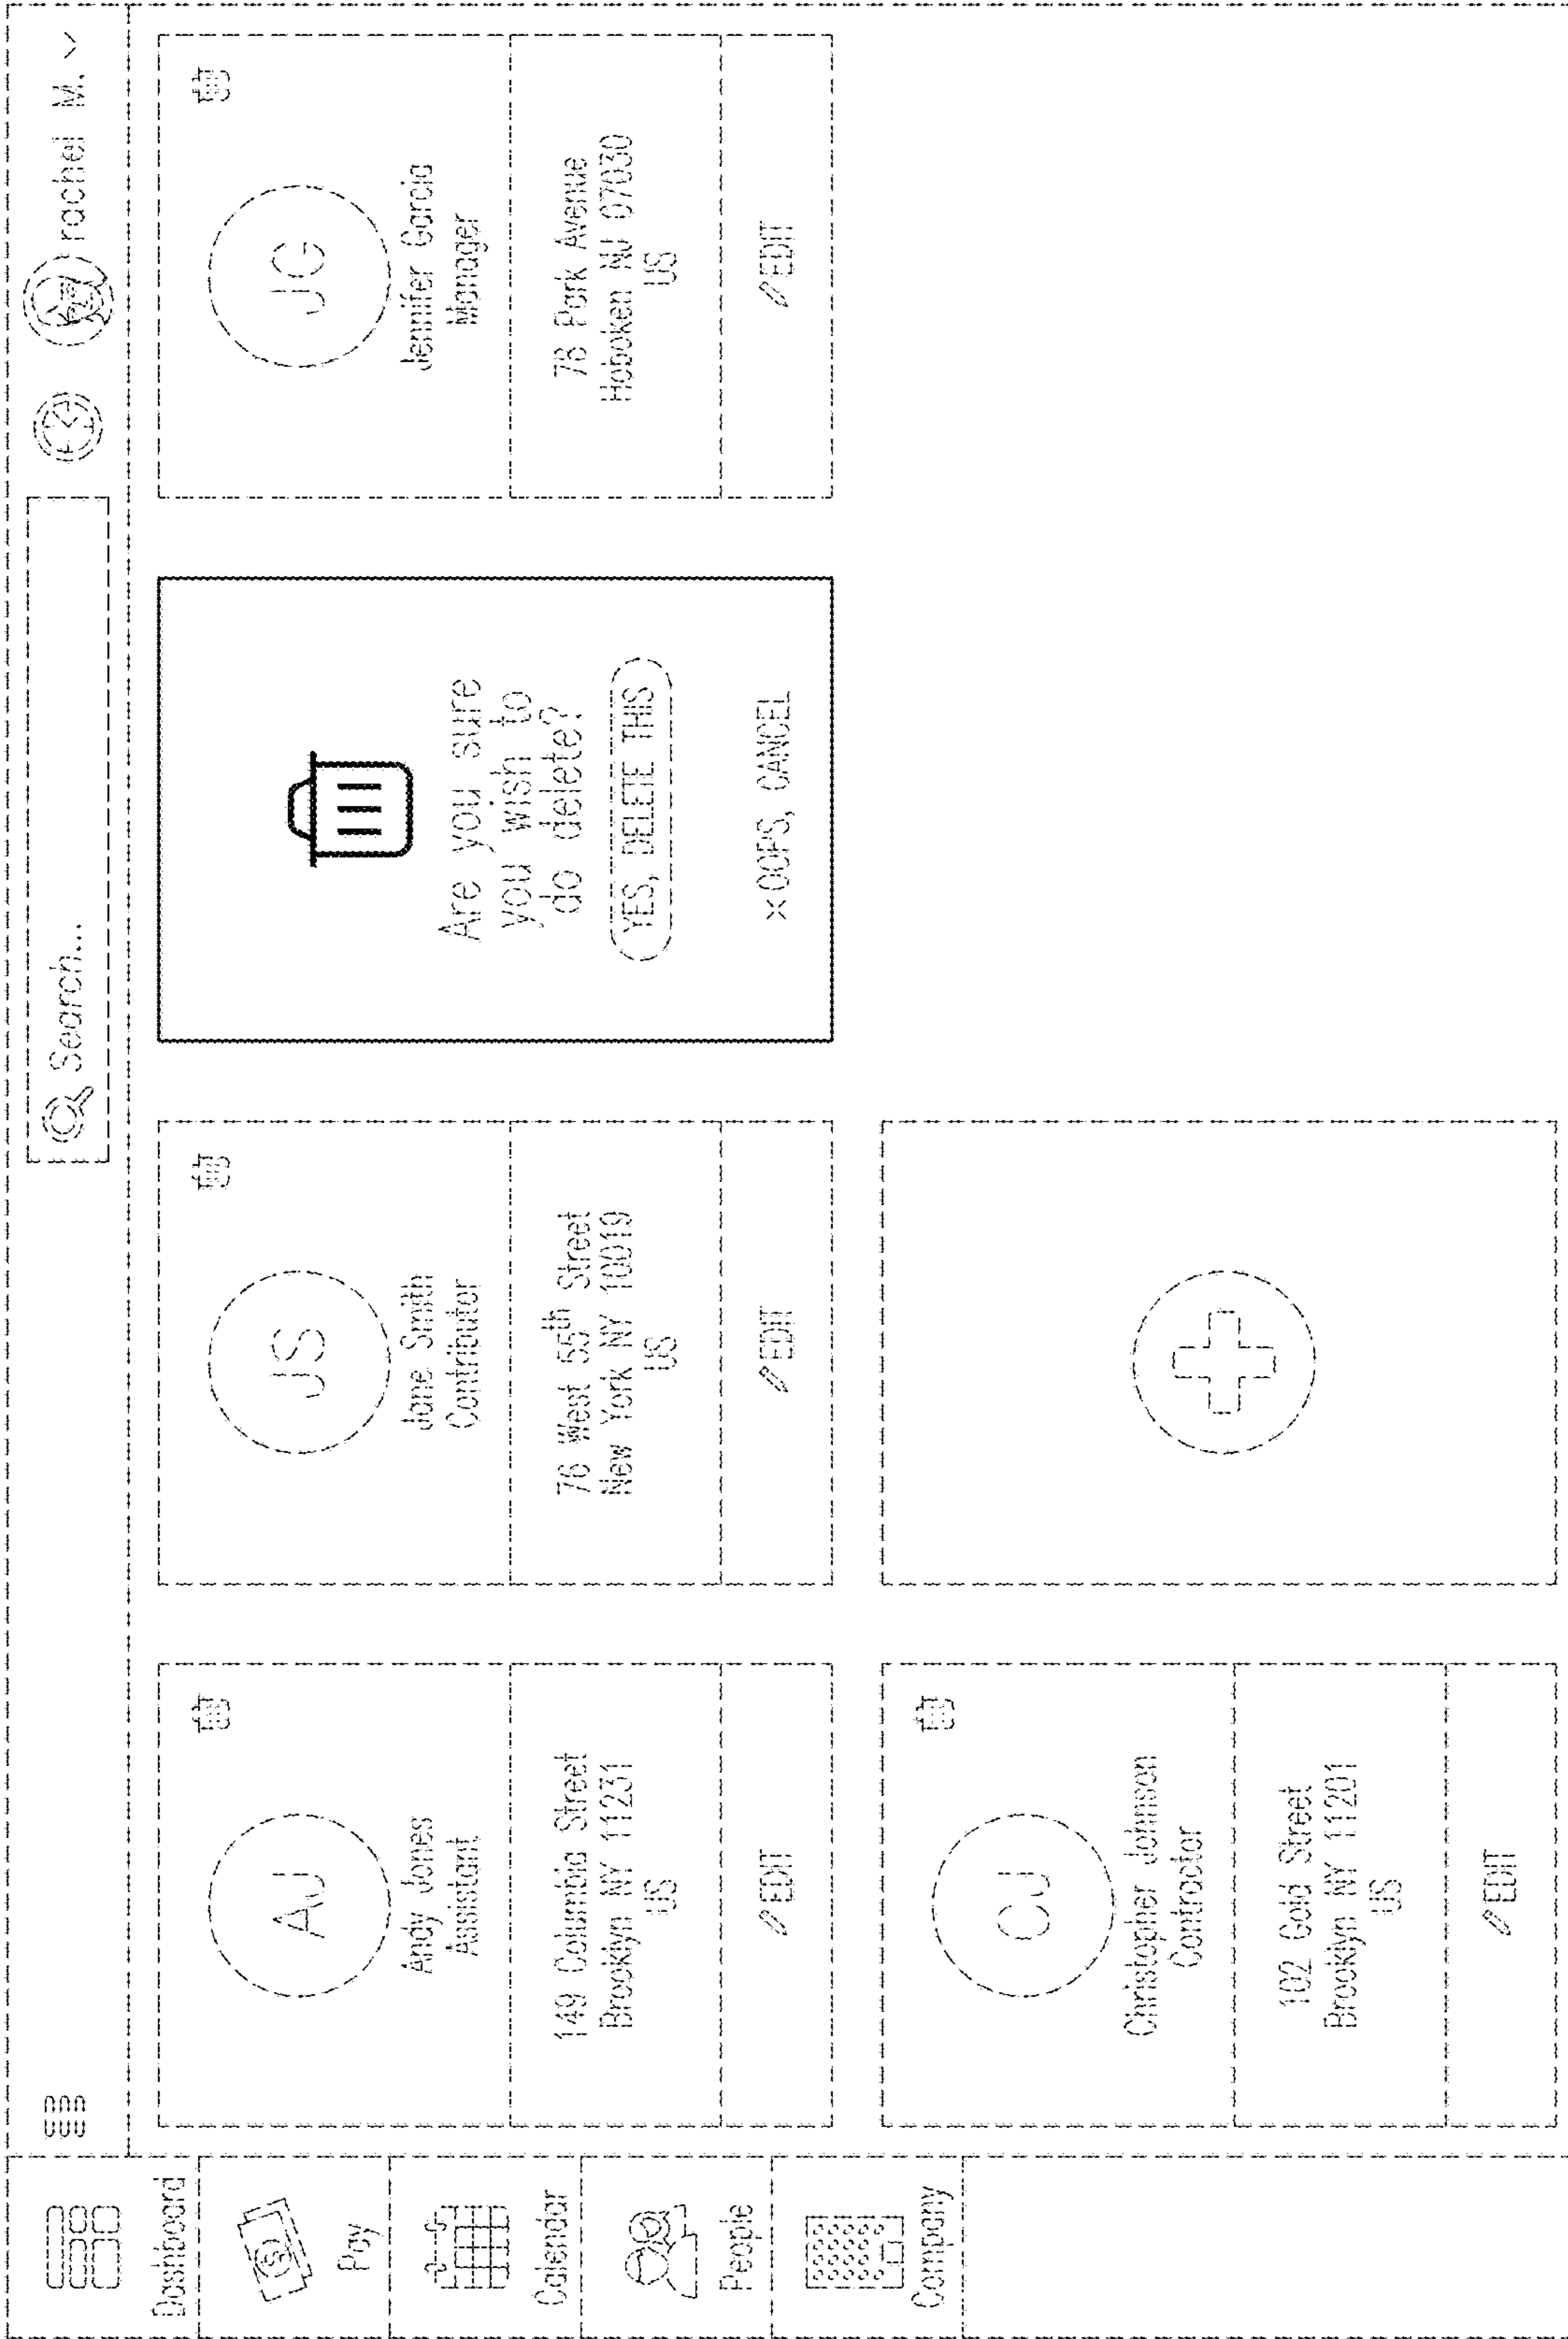 Dashboard
Pay
Calendar
People
Company
Search...
rachel M.
AJ
Andy Jones
Assistant
149 Columbia Street
Brooklyn NY 11231
US
EDIT
JS
Jane Smith
Contributor
76 West 55th Street
New York NY 10019
US
EDIT
Are you sure
you wish to
do delete?
YES, DELETE THIS
×OOPS, CANCEL
JG
Jennifer Garcia
Manager
78 Park Avenue
Hoboken NJ 07030
US
EDIT
CJ
Christopher Johnson
Contractor
102 Gold Street
Brooklyn NY 11201
US
EDIT